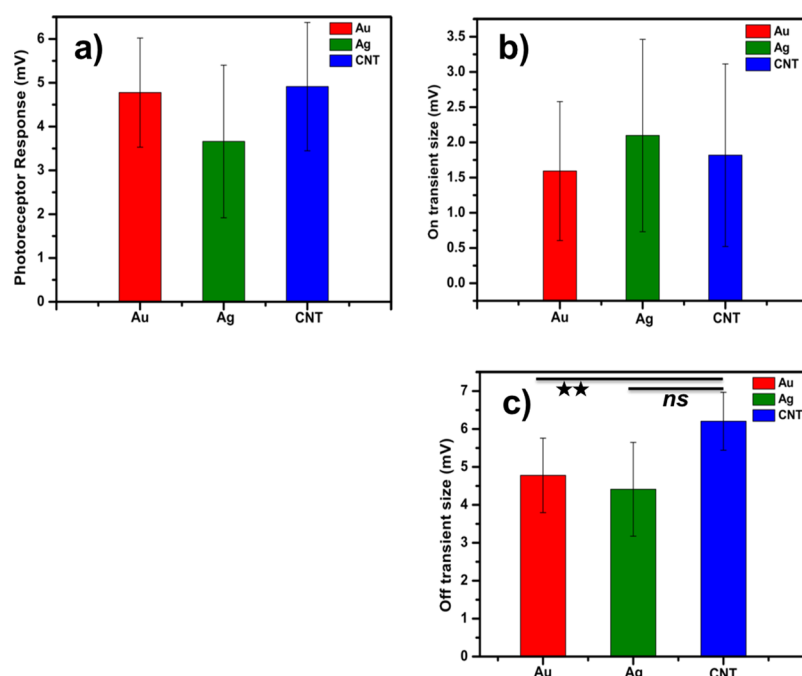 a)
Au
Ag
CNT
Photoreceptor Response (mV)
6
5
4
3
2
1
0
Au
Ag
CNT
b)
Au
Ag
CNT
On transient size (mV)
3.5
3.0
2.5
2.0
1.5
1.0
0.5
0.0
Au
Ag
CNT
c)
Au
Ag
CNT
★★
ns
Off transient size (mV)
7
6
5
4
3
2
1
0
Au
Ag
CNT